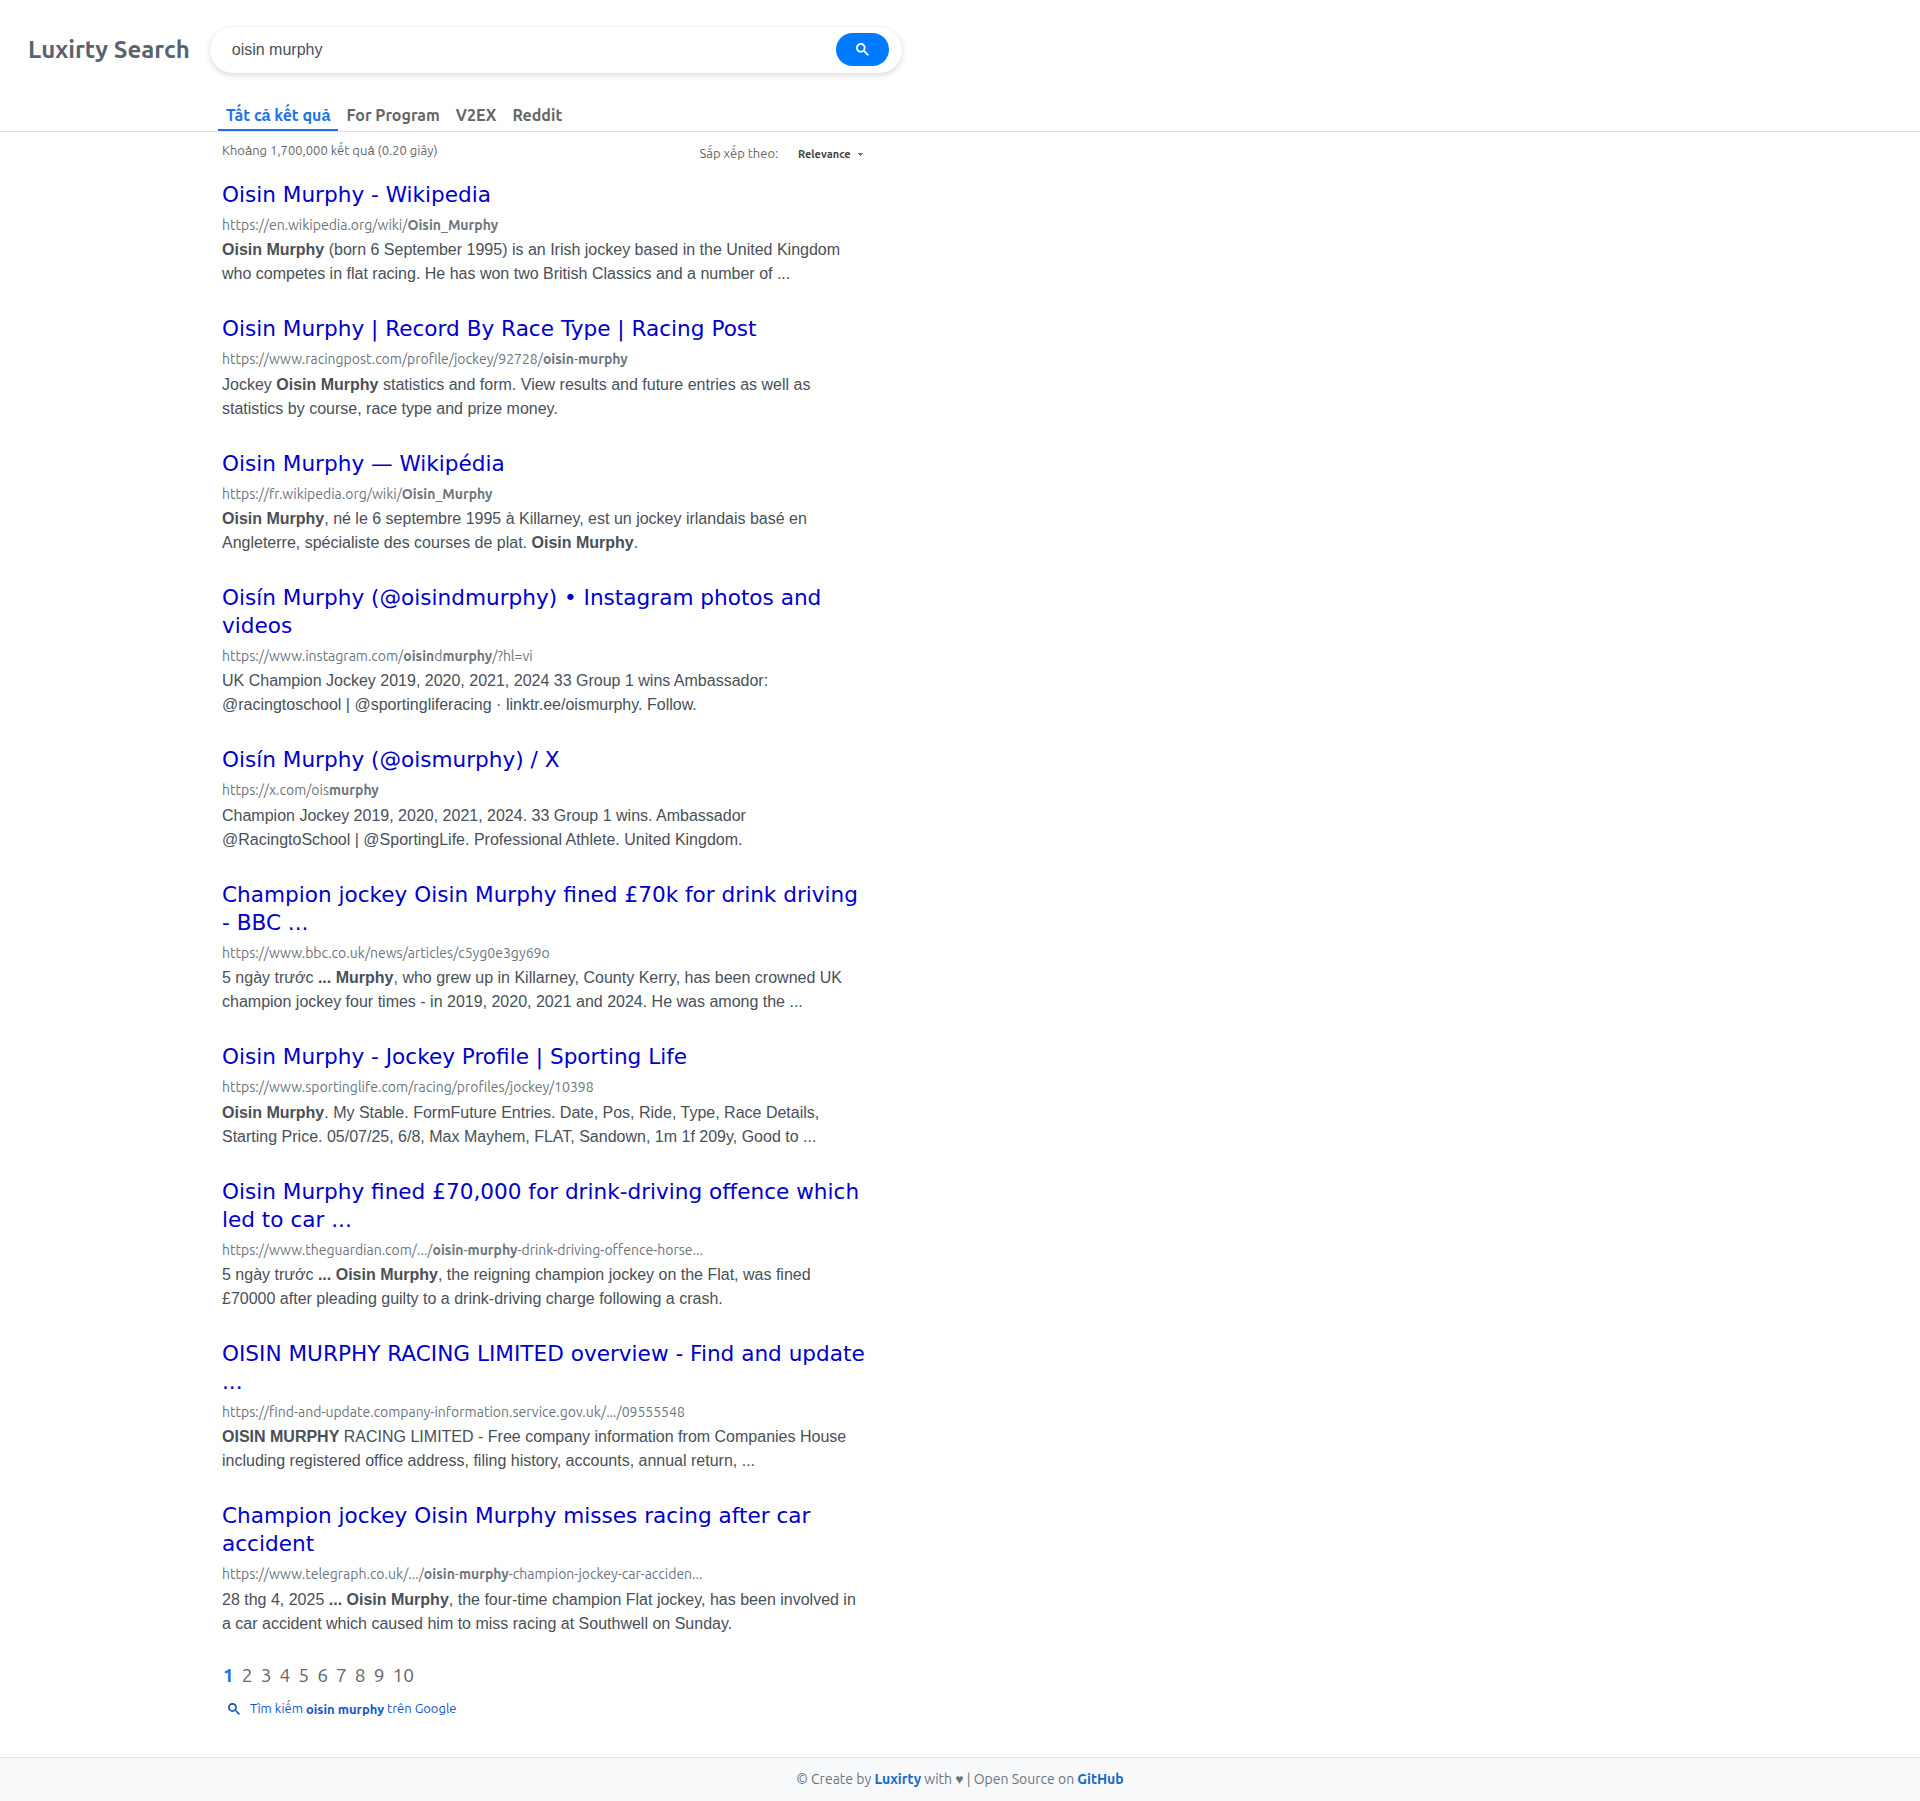 Luxirty Search
oisin murphy
Tất cả kết quả For Program V2EX Reddit
Khoảng 1,700,000 kết quả (0.20 giây)
Sắp xếp theo: Relevance
Oisin Murphy - Wikipedia
https://en.wikipedia.org/wiki/Oisin_Murphy
Oisin Murphy (born 6 September 1995) is an Irish jockey based in the United Kingdom
who competes in flat racing. He has won two British Classics and a number of ...
Oisin Murphy | Record By Race Type | Racing Post
https://www.racingpost.com/profile/jockey/92728/oisin-murphy
Jockey Oisin Murphy statistics and form. View results and future entries as well as
statistics by course, race type and prize money.
Oisin Murphy — Wikipédia
https://fr.wikipedia.org/wiki/Oisin_Murphy
Oisin Murphy, né le 6 septembre 1995 à Killarney, est un jockey irlandais basé en
Angleterre, spécialiste des courses de plat. Oisin Murphy.
Oisín Murphy (@oisindmurphy) • Instagram photos and
videos
https://www.instagram.com/oisindmurphy/?hl=vi
UK Champion Jockey 2019, 2020, 2021, 2024 33 Group 1 wins Ambassador:
@racingtoschool | @sportingliferacing · linktr.ee/oismurphy. Follow.
Oisín Murphy (@oismurphy) / X
https://x.com/oismurphy
Champion Jockey 2019, 2020, 2021, 2024. 33 Group 1 wins. Ambassador
@RacingtoSchool | @SportingLife. Professional Athlete. United Kingdom.
Champion jockey Oisin Murphy fined £70k for drink driving
- BBC ...
https://www.bbc.co.uk/news/articles/c5yg0e3gy69o
5 ngày trước ... Murphy, who grew up in Killarney, County Kerry, has been crowned UK
champion jockey four times - in 2019, 2020, 2021 and 2024. He was among the ...
Oisin Murphy - Jockey Profile | Sporting Life
https://www.sportinglife.com/racing/profiles/jockey/10398
Oisin Murphy. My Stable. FormFuture Entries. Date, Pos, Ride, Type, Race Details,
Starting Price. 05/07/25, 6/8, Max Mayhem, FLAT, Sandown, 1m 1f 209y, Good to ...
Oisin Murphy fined £70,000 for drink-driving offence which
led to car ...
https://www.theguardian.com/.../oisin-murphy-drink-driving-offence-horse...
5 ngày trước ... Oisin Murphy, the reigning champion jockey on the Flat, was fined
£70000 after pleading guilty to a drink-driving charge following a crash.
OISIN MURPHY RACING LIMITED overview - Find and update
...
https://find-and-update.company-information.service.gov.uk/.../09555548
OISIN MURPHY RACING LIMITED - Free company information from Companies House
including registered office address, filing history, accounts, annual return, ...
Champion jockey Oisin Murphy misses racing after car
accident
https://www.telegraph.co.uk/.../oisin-murphy-champion-jockey-car-acciden...
28 thg 4, 2025 ... Oisin Murphy, the four-time champion Flat jockey, has been involved in
a car accident which caused him to miss racing at Southwell on Sunday.
1 2 3 4 5 6 7 8 9 10
Tìm kiếm oisin murphy trên Google
© Create by Luxirty with ♥ | Open Source on GitHub